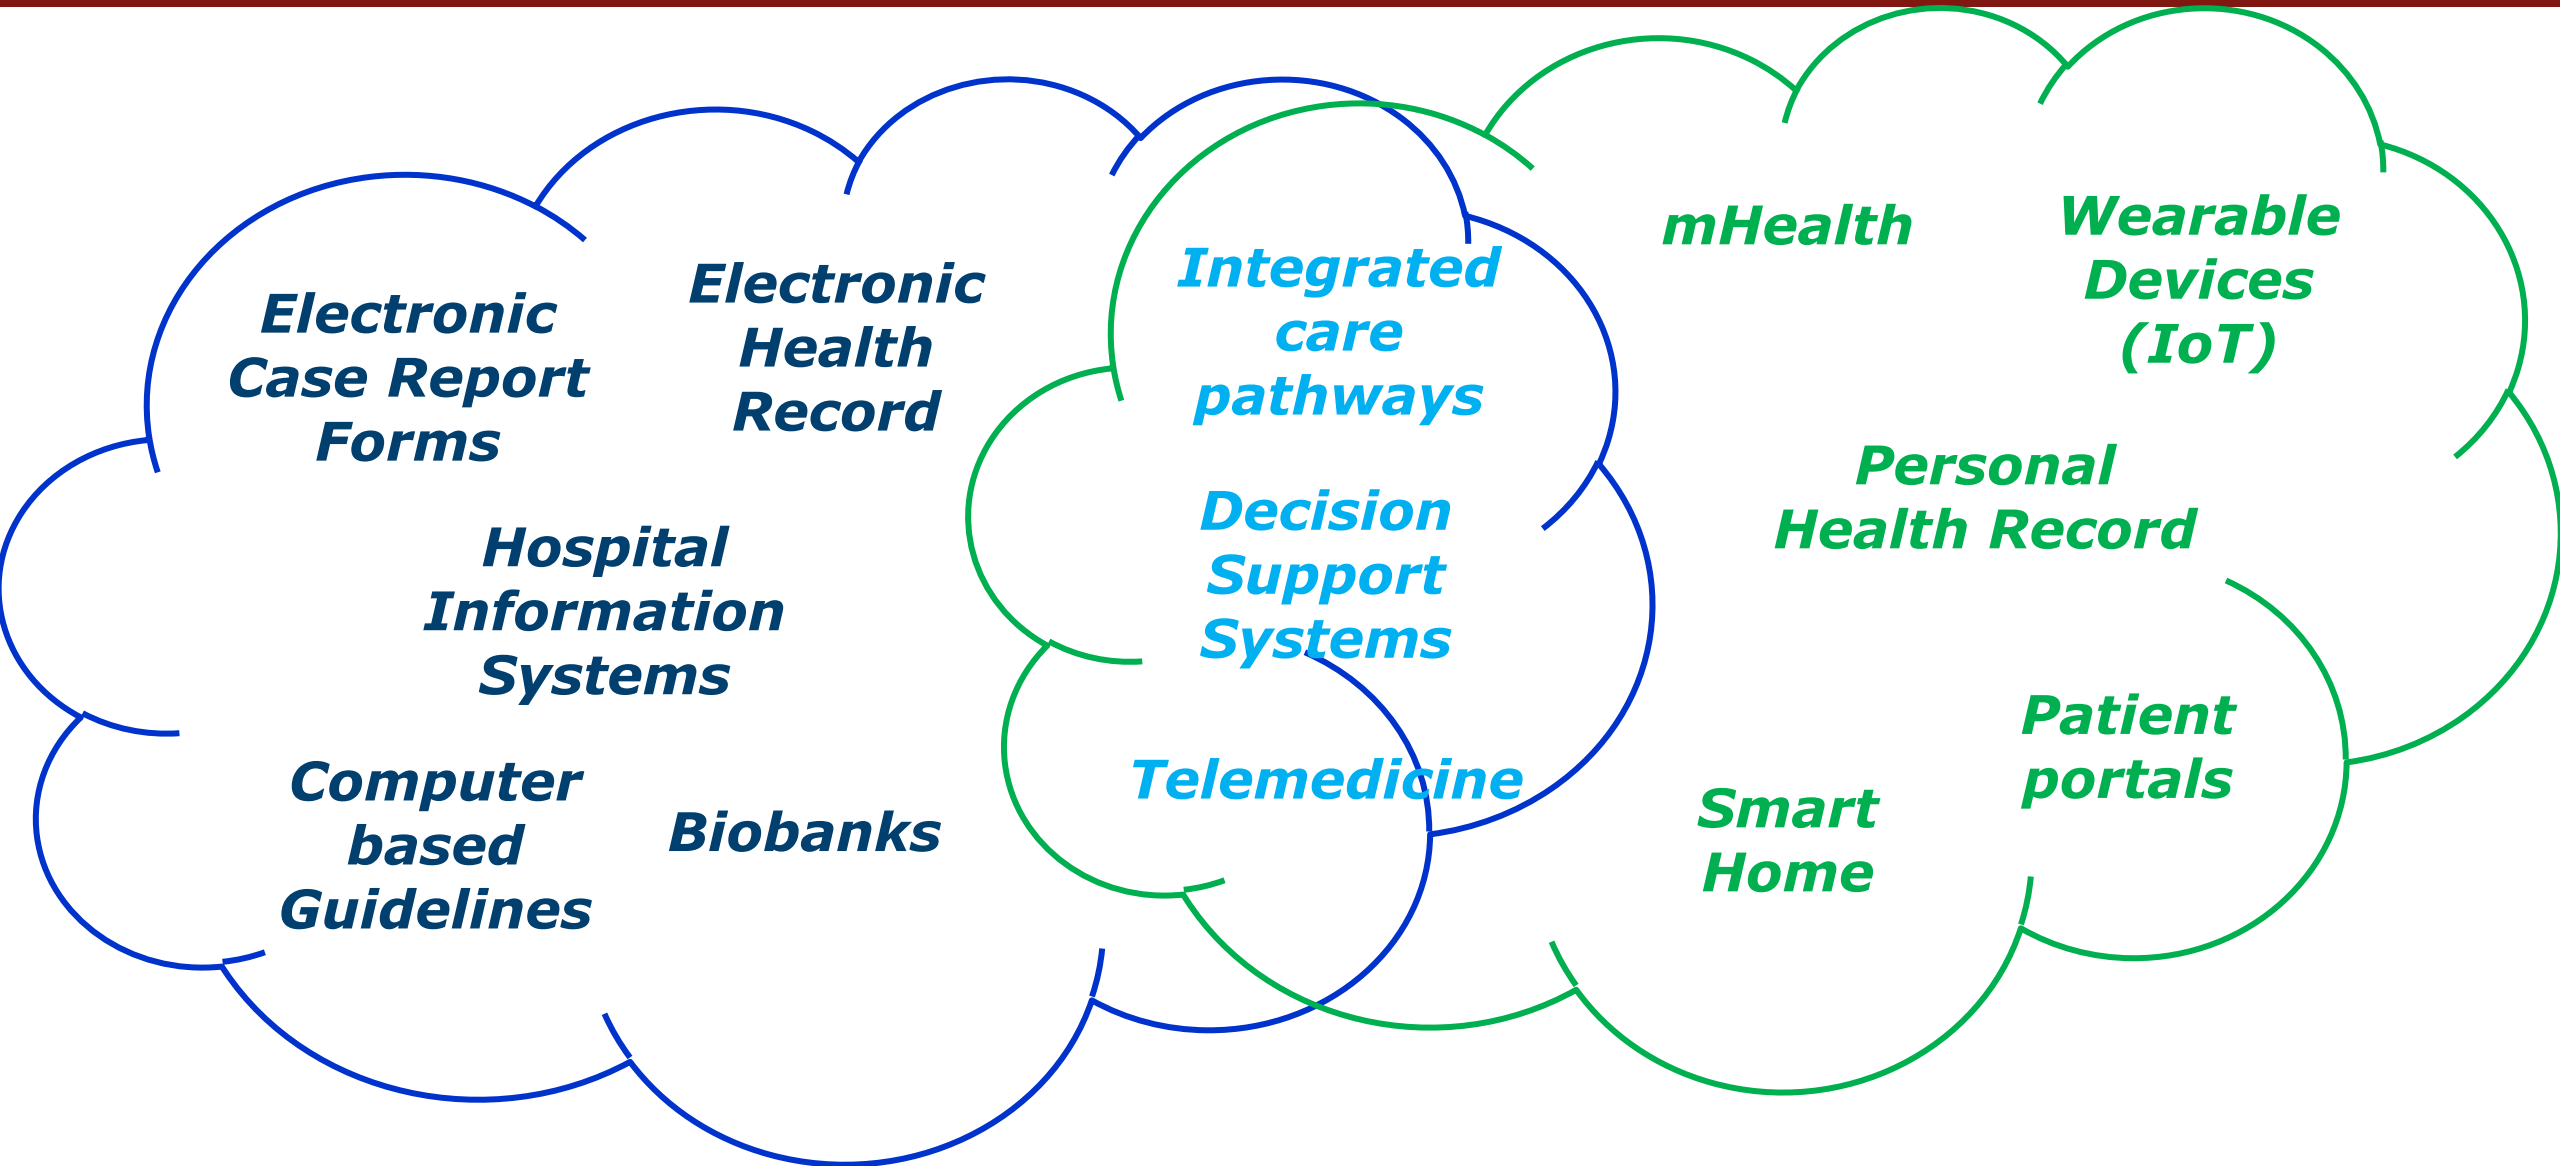 Electronic
Case Report
Forms
Electronic
Health
Record
Hospital
Information
Systems
Computer
based
Guidelines
Biobanks
Integrated
care
pathways
Decision
Support
Systems
Telemedicine
mHealth
Wearable
Devices
(IoT)
Personal
Health Record
Patient
portals
Smart
Home